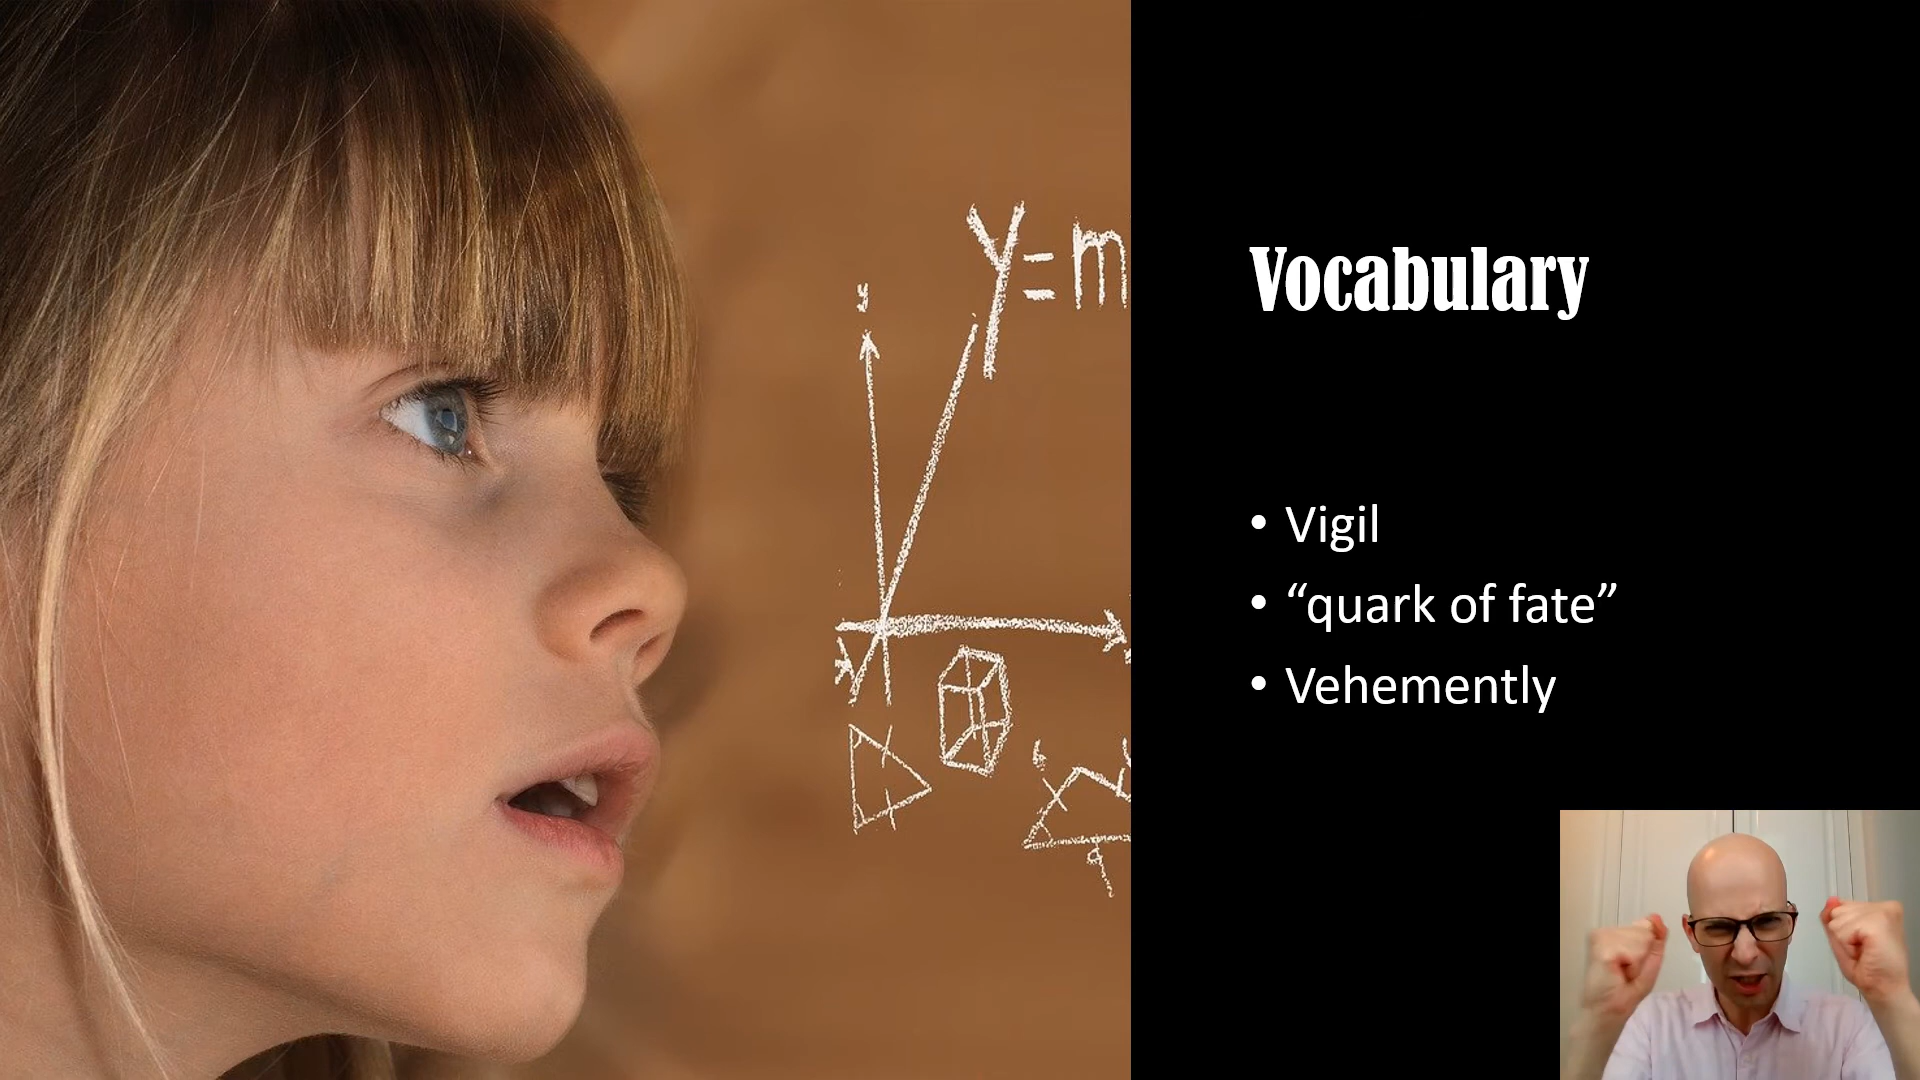 Y=m
y
Vocabulary
• Vigil
• “quark of fate”
• Vehemently